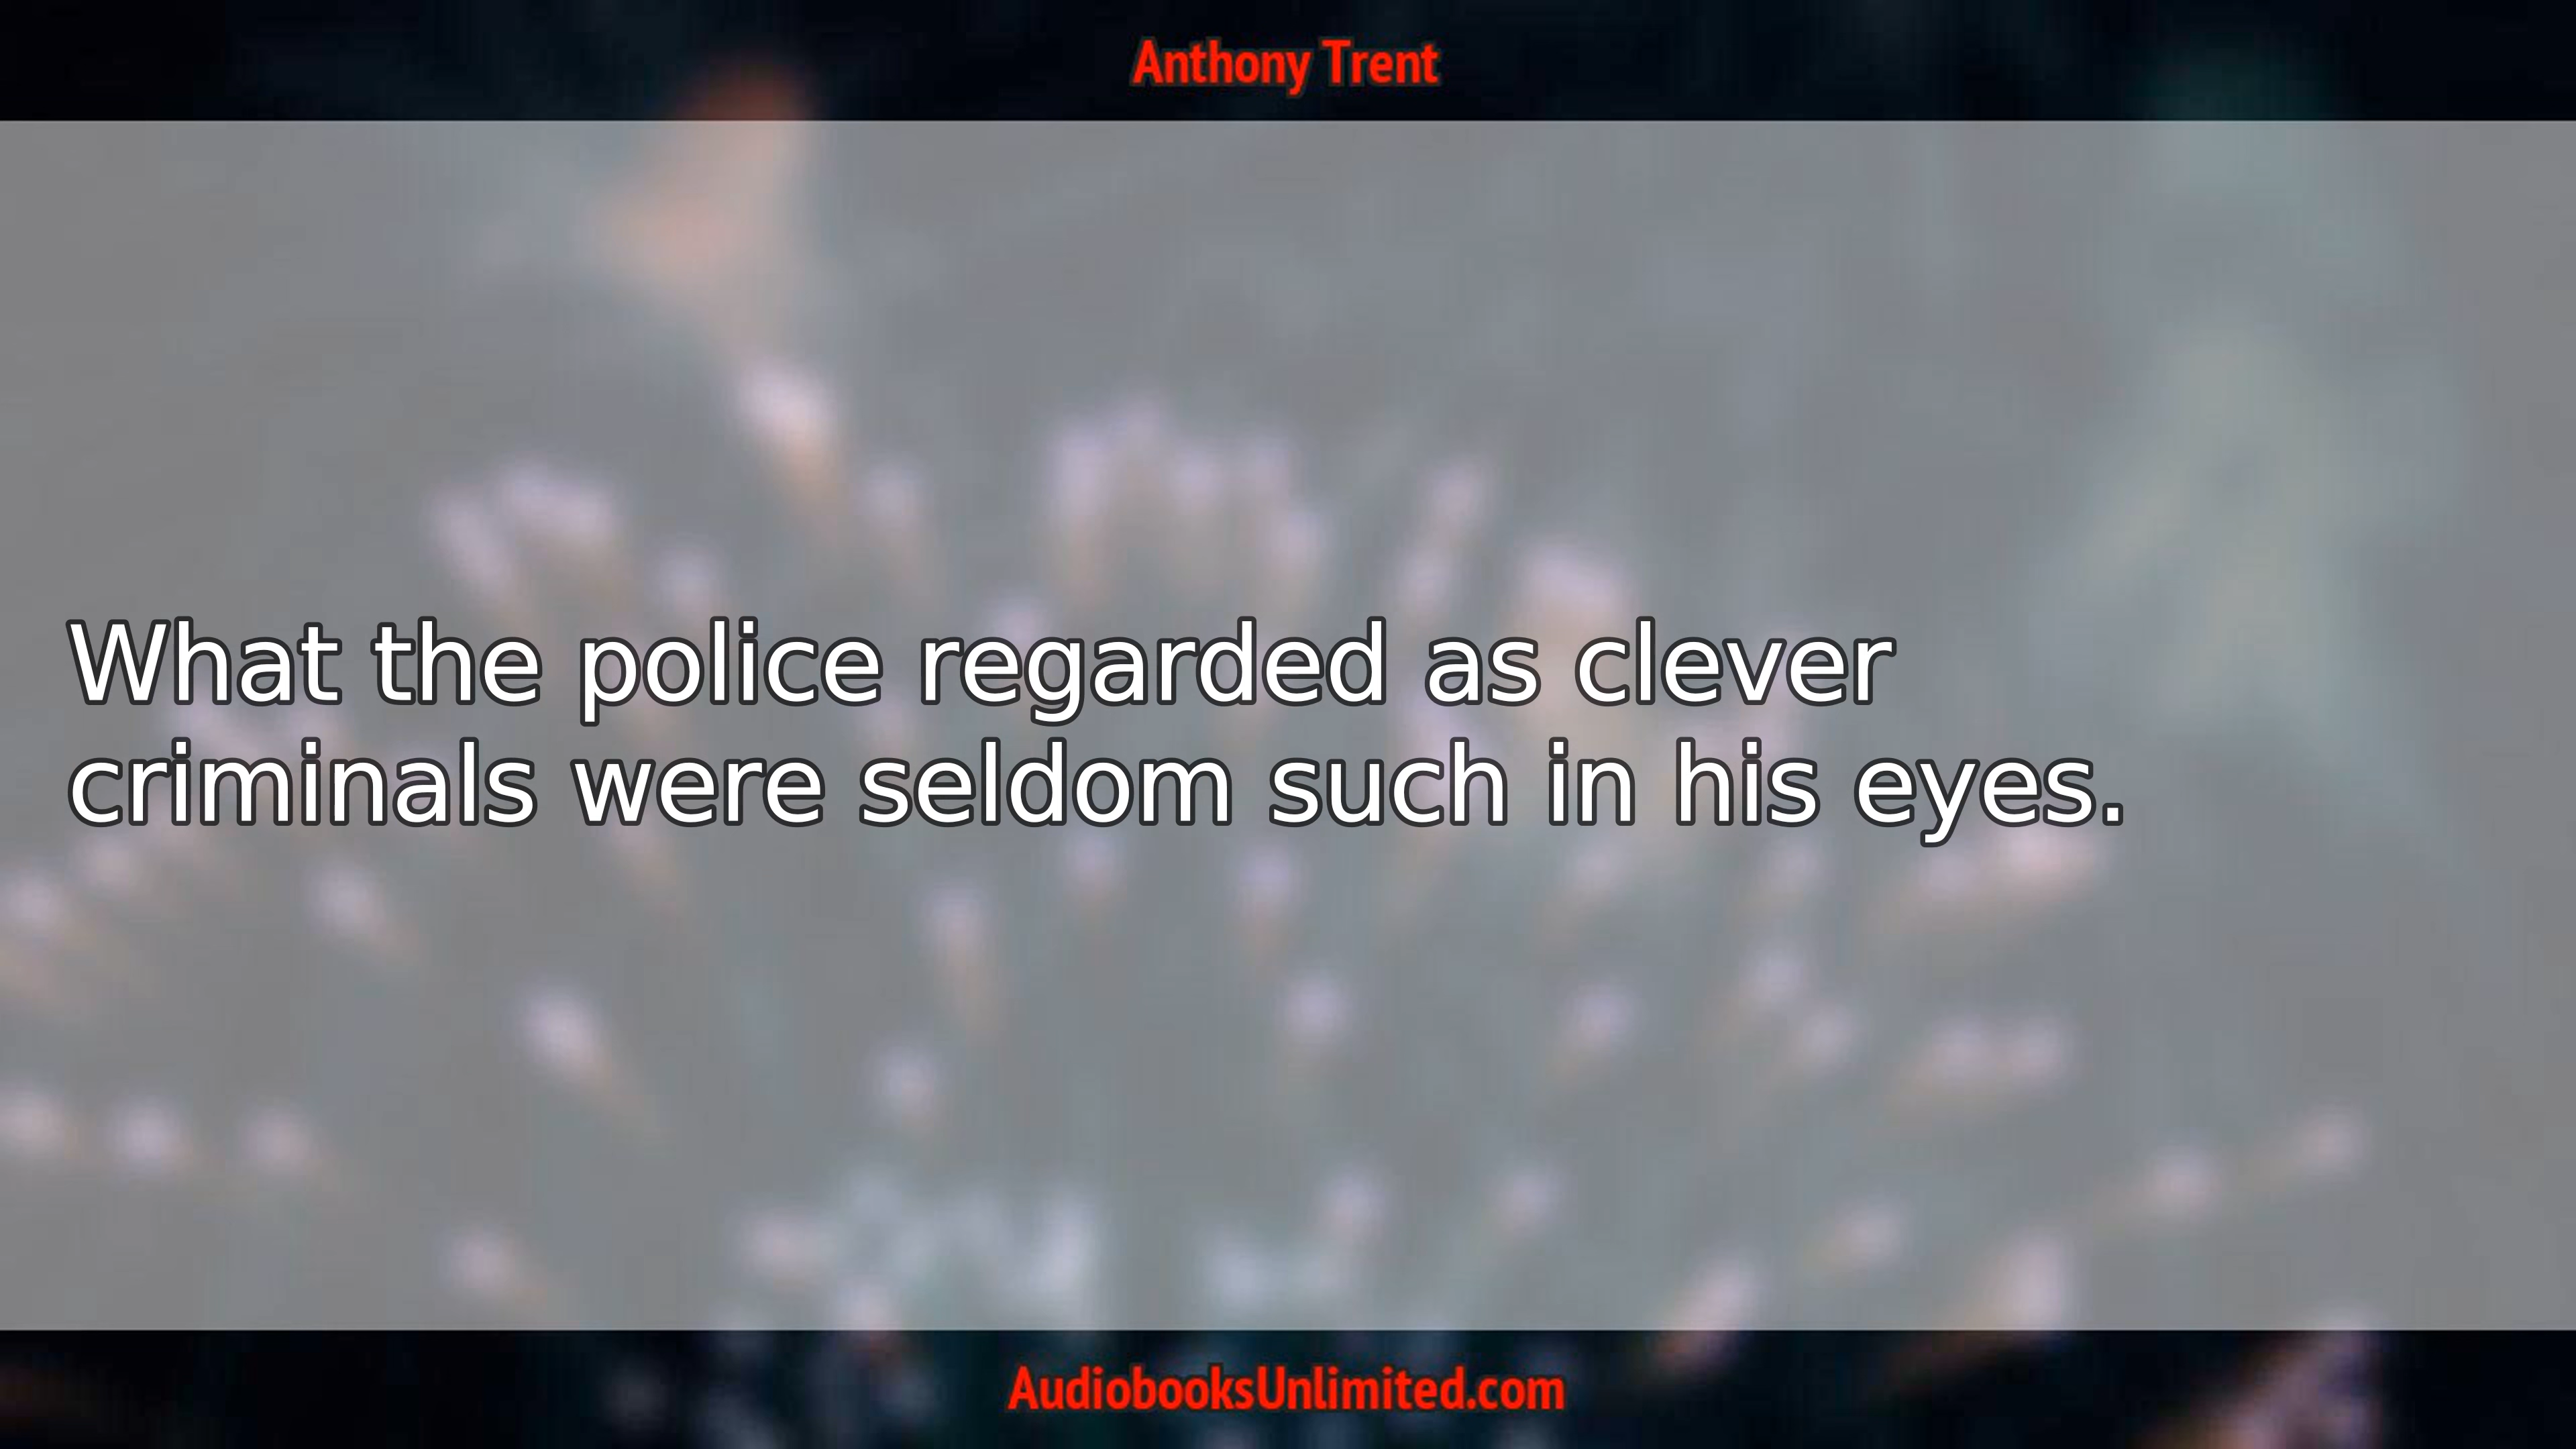 Anthony Trent
What the police regarded as clever
criminals were seldom such in his eyes.
AudiobooksUnlimited.com